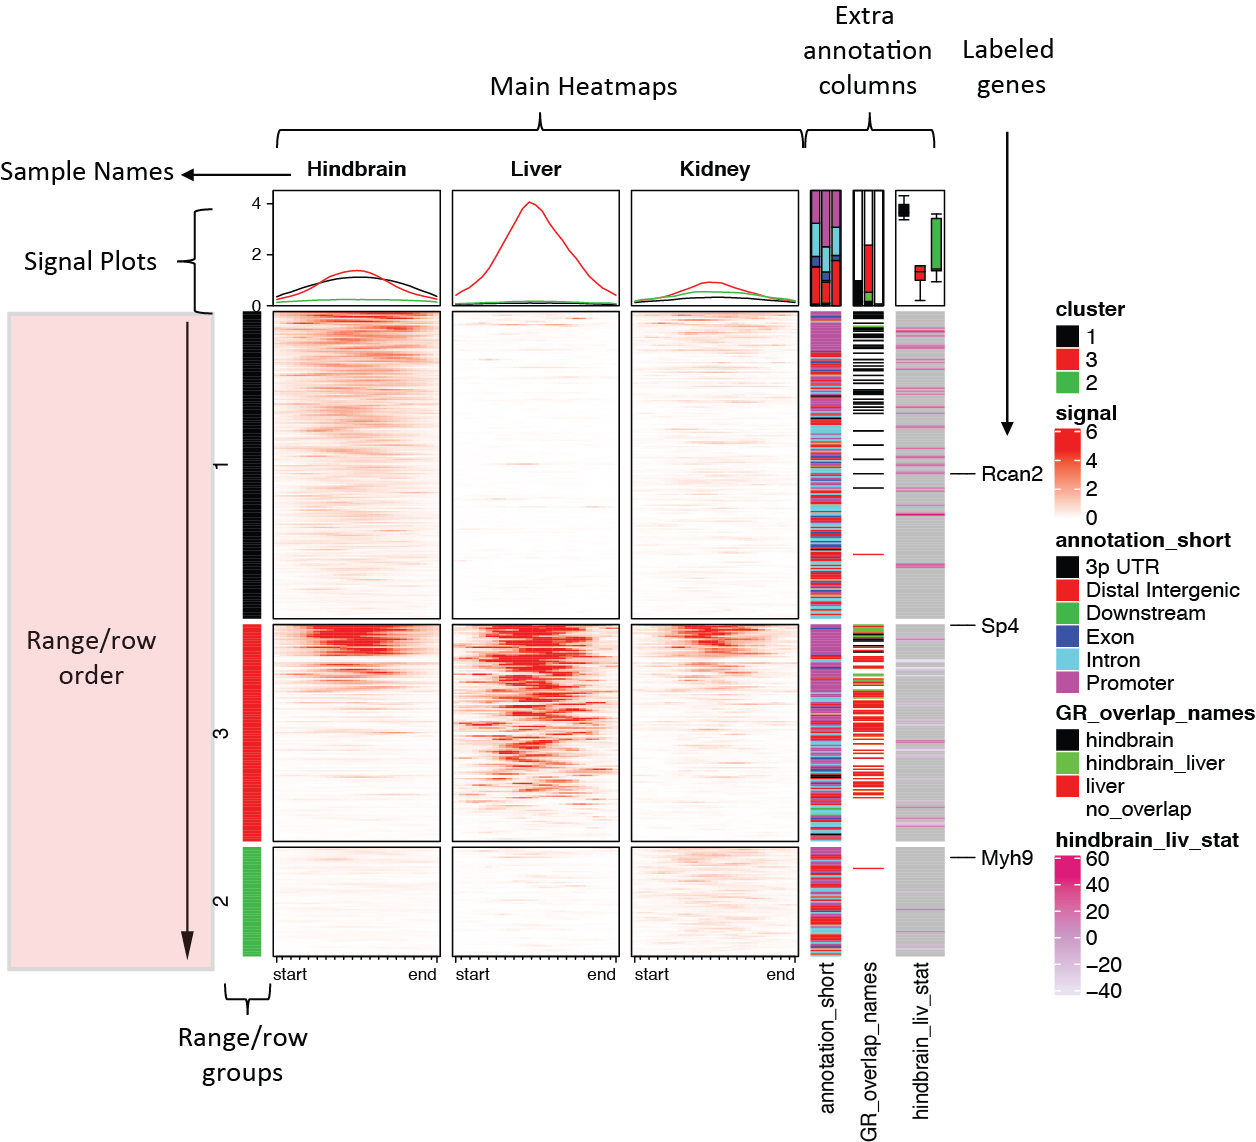 Extra
annotation
columns
Labeled
genes
Main Heatmaps
Sample Names
Hindbrain
Liver
Kidney
Signal Plots
4
2
0
Range/row
order
1
3
2
Rcan2
Sp4
Myh9
start
end
start
end
start
end
Range/row
groups
annotation_short
GR_overlap_names
hindbrain_liv_stat
cluster
1
3
2
signal
6
4
2
0
annotation_short
3p UTR
Distal Intergenic
Downstream
Exon
Intron
Promoter
GR_overlap_names
hindbrain
hindbrain_liver
liver
no_overlap
hindbrain_liv_stat
60
40
20
0
−20
−40